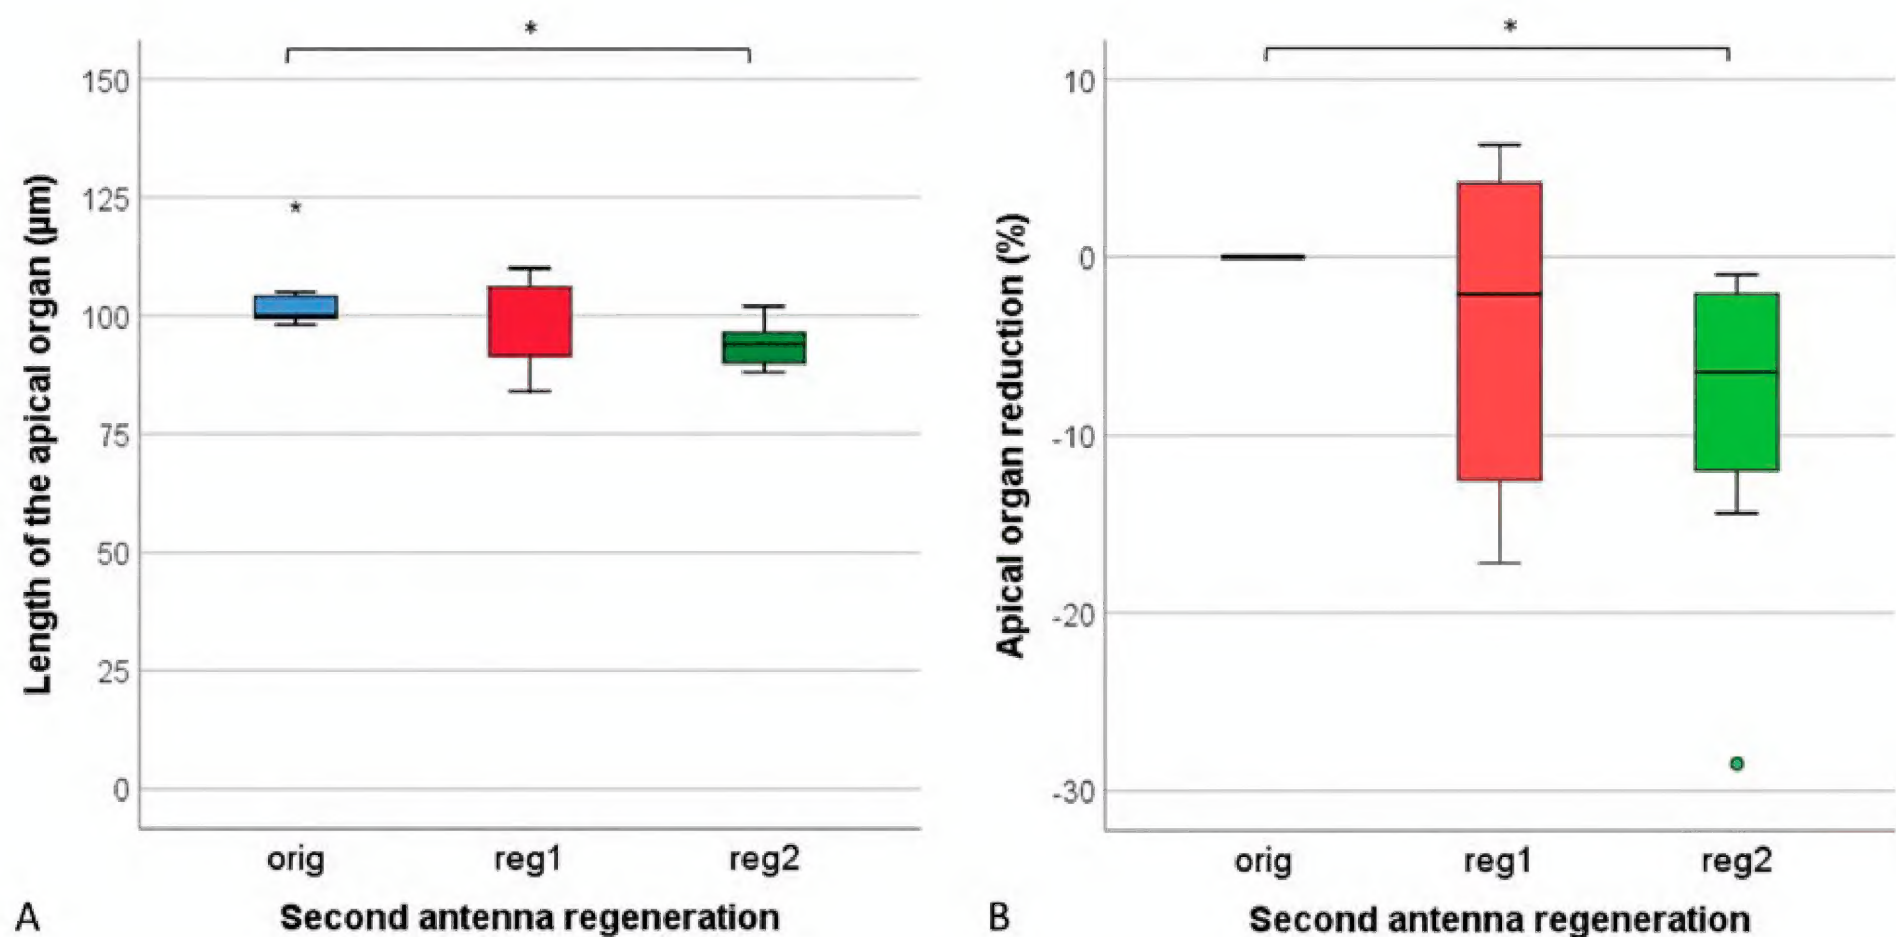 *
150
125
*
100
75
50
25
0
Length of the apical organ (µm)
orig reg1 reg2
Second antenna regeneration
A
*
10
0
-10
-20
-30
Apical organ reduction (%)
orig reg1 reg2
Second antenna regeneration
B